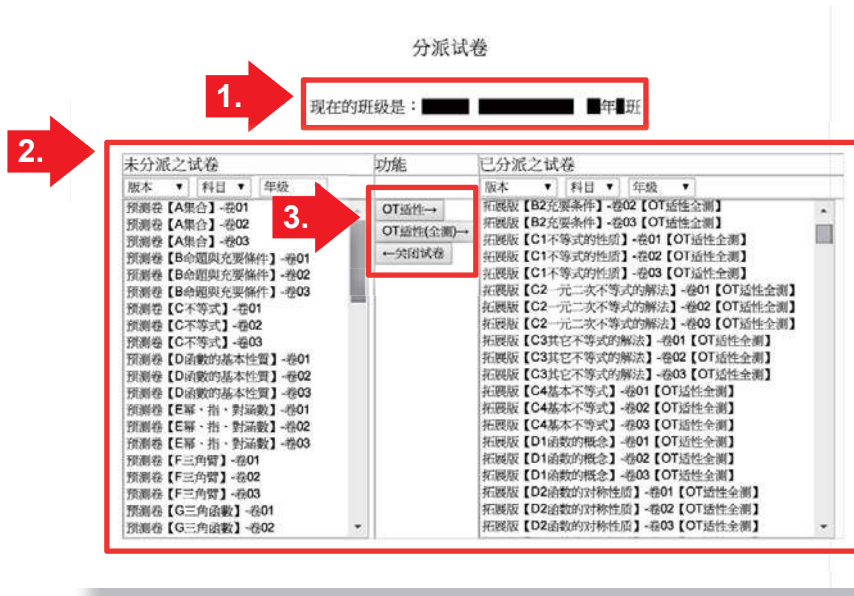 分派试卷
1.
现在的班级是：
年
班
2.
未分派之试卷
功能
已分派之试卷
版本 ▼ 科目 ▼ 年级
版本 ▼ 科目 ▼ 年级 ▼
3.
预测卷【A集合】-卷01
预测卷【A集合】-卷02
预测卷【A集合】-卷03
预测卷【B命題與充要條件】-卷01
预测卷【B命題與充要條件】-卷02
预测卷【B命題與充要條件】-卷03
预测卷【C不等式】-卷01
预测卷【C不等式】-卷02
预测卷【C不等式】-卷03
预测卷【D函數的基本性質】-卷01
预测卷【D函數的基本性質】-卷02
预测卷【D函數的基本性質】-卷03
预测卷【E幂、指、對函數】-卷01
预测卷【E幂、指、對函數】-卷02
预测卷【E幂、指、對函數】-卷03
预测卷【F三角臂】-卷01
预测卷【F三角臂】-卷02
预测卷【F三角臂】-卷03
预测卷【G三角函數】-卷01
预测卷【G三角函數】-卷02
OT适性→
OT适性(全测)→
←关闭试卷
拓展版【B2充要条件】-卷02【OT适性全测】
拓展版【B2充要条件】-卷03【OT适性全测】
拓展版【C1不等式的性质】-卷01【OT适性全测】
拓展版【C1不等式的性质】-卷02【OT适性全测】
拓展版【C1不等式的性质】-卷03【OT适性全测】
拓展版【C2一元二次不等式的解法】-卷01【OT适性全测】
拓展版【C2一元二次不等式的解法】-卷02【OT适性全测】
拓展版【C2一元二次不等式的解法】-卷03【OT适性全测】
拓展版【C3其它不等式的解法】-卷01【OT适性全测】
拓展版【C3其它不等式的解法】-卷02【OT适性全测】
拓展版【C3其它不等式的解法】-卷03【OT适性全测】
拓展版【C4基本不等式】-卷01【OT适性全测】
拓展版【C4基本不等式】-卷02【OT适性全测】
拓展版【C4基本不等式】-卷03【OT适性全测】
拓展版【D1函数的概念】-卷01【OT适性全测】
拓展版【D1函数的概念】-卷02【OT适性全测】
拓展版【D1函数的概念】-卷03【OT适性全测】
拓展版【D2函数的对称性质】-卷01【OT适性全测】
拓展版【D2函数的对称性质】-卷02【OT适性全测】
拓展版【D2函数的对称性质】-卷03【OT适性全测】